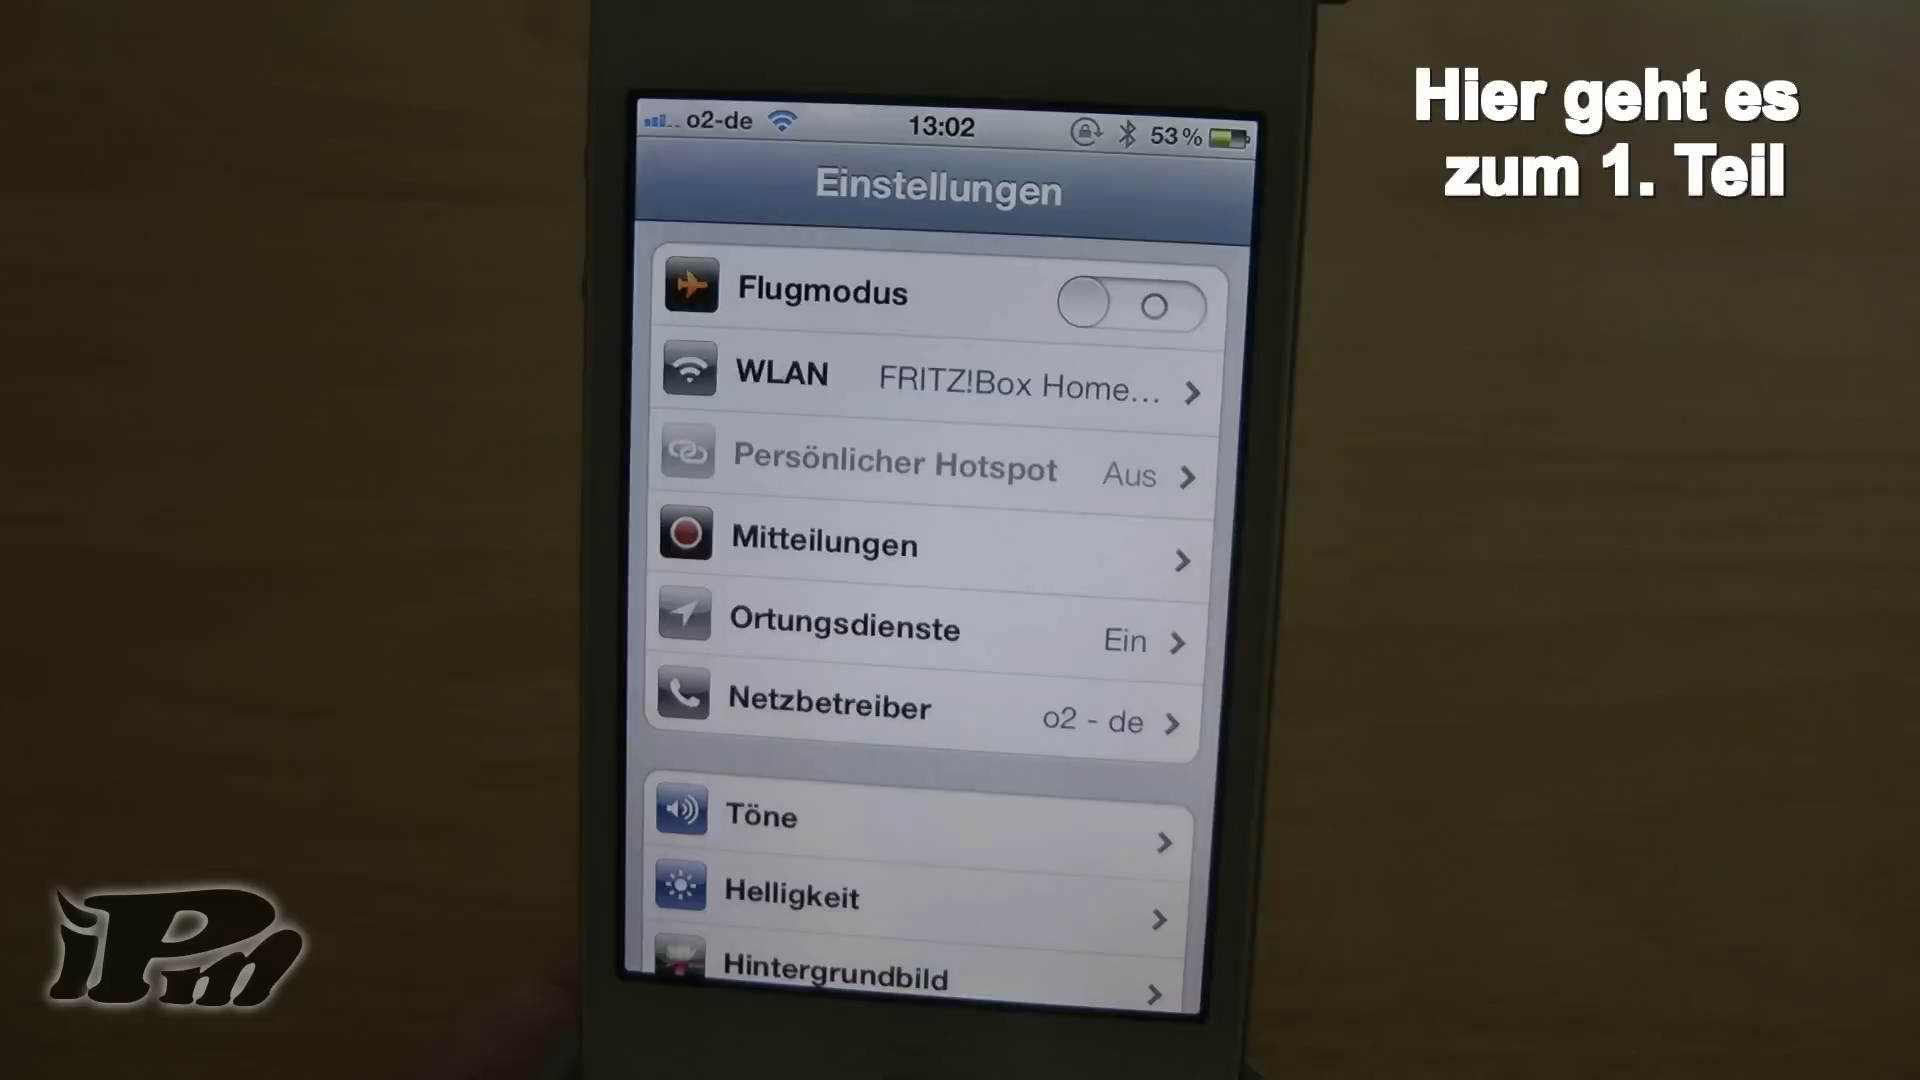 Hier geht es
zum 1. Teil
o2-de 13:02 53%
Einstellungen
Flugmodus
WLAN FRITZ!Box Home...
Persönlicher Hotspot Aus
Mitteilungen
Ortungsdienste Ein
Netzbetreiber o2 - de
Töne
Helligkeit
Hintergrundbild
iPm